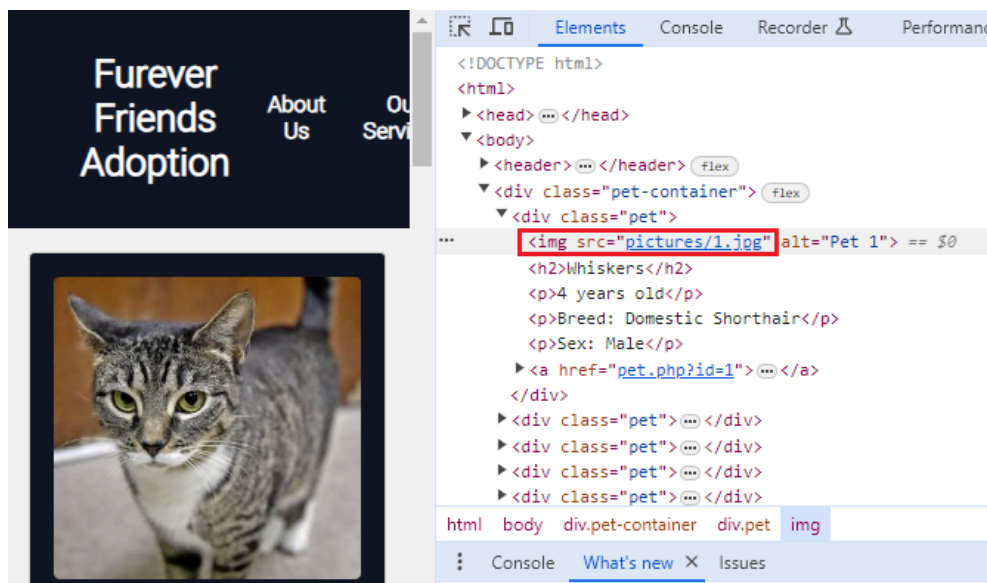 Furever
Friends
Adoption
About
Us
Ou
Servi
Elements Console Recorder Performanc
<!DOCTYPE html>
<html>
<head> … </head>
<body>
<header> … </header> flex
<div class="pet-container"> flex
<div class="pet">
... <img src="pictures/1.jpg" alt="Pet 1"> == $0
<h2>Whiskers</h2>
<p>4 years old</p>
<p>Breed: Domestic Shorthair</p>
<p>Sex: Male</p>
<a href="pet.php?id=1"> … </a>
</div>
<div class="pet"> … </div>
<div class="pet"> … </div>
<div class="pet"> … </div>
<div class="pet"> … </div>
html body div.pet-container div.pet img
Console What's new × Issues